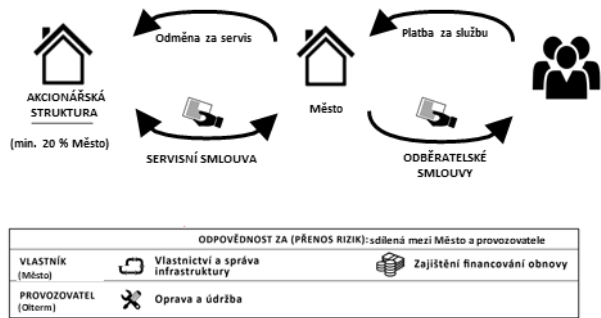 Odměna za servis
Platba za službu
AKCIONÁŘSKÁ
STRUKTURA
(min. 20 % Město)
Město
SERVISNÍ SMLOUVA
ODBĚRATELSKÉ
SMLOUVY
ODPOVĚDNOST ZA (PŘENOS RIZIK): sdílená mezi Město a provozovatele
VLASTNÍK
(Město)
Vlastnictví a správa
infrastruktury
Zajištění financování obnovy
PROVOZOVATEL
(Olterm)
Oprava a údržba